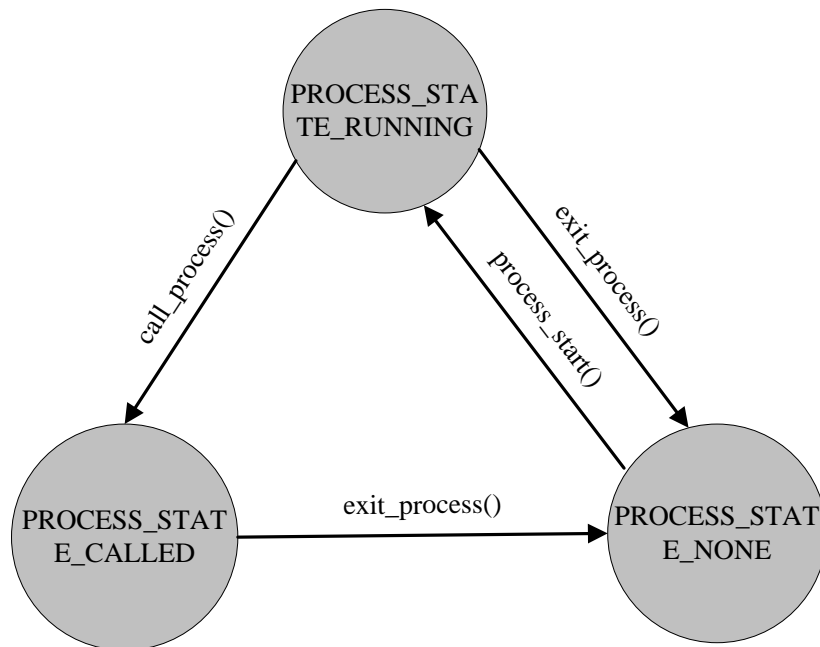 PROCESS_STA
TE_RUNNING
call_process()
process_start()
exit_process()
PROCESS_STAT
E_CALLED
exit_process()
PROCESS_STAT
E_NONE